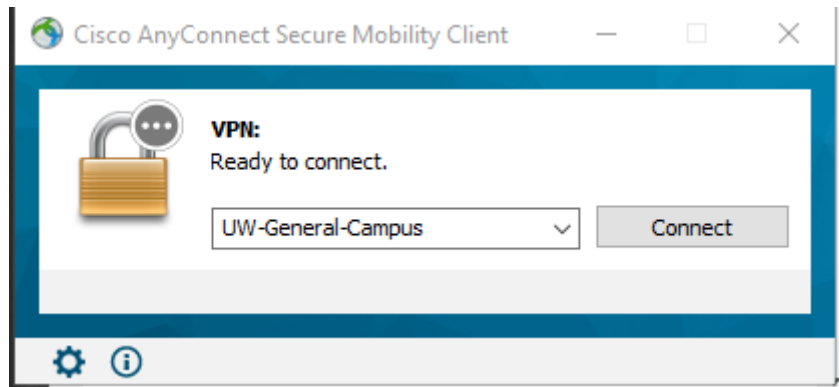 Cisco AnyConnect Secure Mobility Client
VPN:
Ready to connect.
UW-General-Campus
Connect